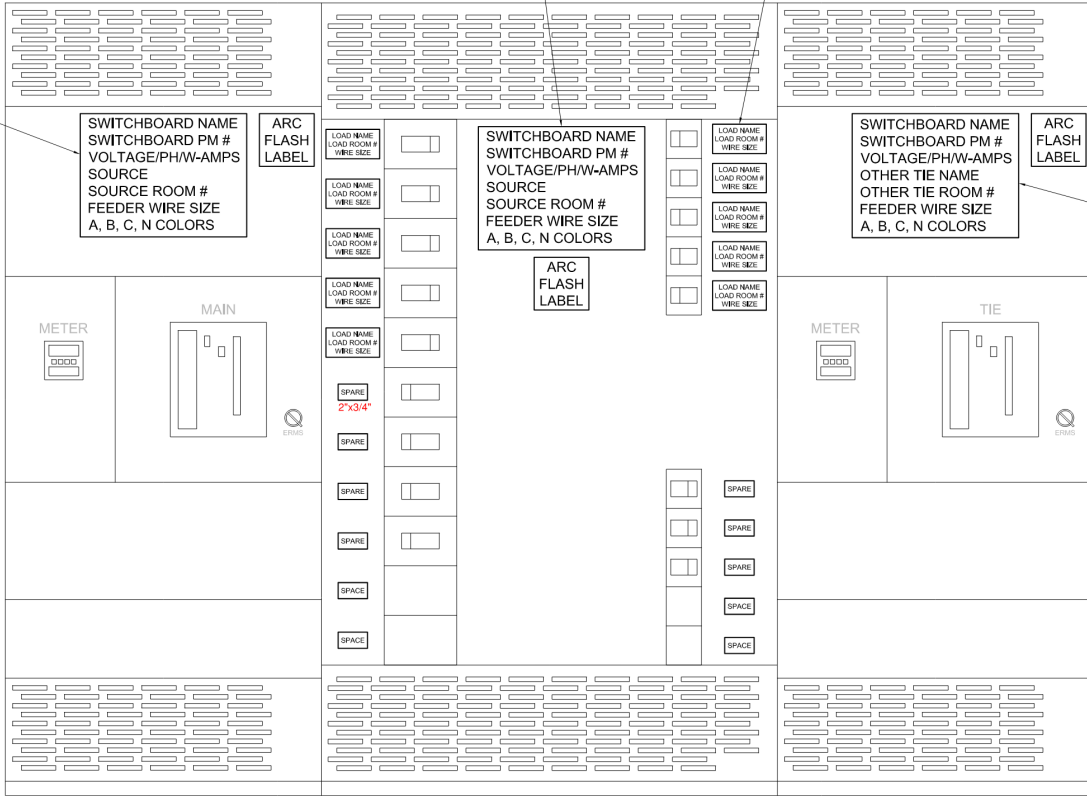 SWITCHBOARD NAME
SWITCHBOARD PM #
VOLTAGE/PH/W-AMPS
SOURCE
SOURCE ROOM #
FEEDER WIRE SIZE
A, B, C, N COLORS
ARC
FLASH
LABEL
METER
MAIN
ERMS
LOAD NAME
LOAD ROOM #
WIRE SIZE
LOAD NAME
LOAD ROOM #
WIRE SIZE
LOAD NAME
LOAD ROOM #
WIRE SIZE
LOAD NAME
LOAD ROOM #
WIRE SIZE
LOAD NAME
LOAD ROOM #
WIRE SIZE
SPARE
2"x3/4"
SPARE
SPARE
SPARE
SPACE
SPACE
SWITCHBOARD NAME
SWITCHBOARD PM #
VOLTAGE/PH/W-AMPS
SOURCE
SOURCE ROOM #
FEEDER WIRE SIZE
A, B, C, N COLORS
ARC
FLASH
LABEL
LOAD NAME
LOAD ROOM #
WIRE SIZE
LOAD NAME
LOAD ROOM #
WIRE SIZE
LOAD NAME
LOAD ROOM #
WIRE SIZE
LOAD NAME
LOAD ROOM #
WIRE SIZE
LOAD NAME
LOAD ROOM #
WIRE SIZE
SPARE
SPARE
SPARE
SPACE
SPACE
SWITCHBOARD NAME
SWITCHBOARD PM #
VOLTAGE/PH/W-AMPS
OTHER TIE NAME
OTHER TIE ROOM #
FEEDER WIRE SIZE
A, B, C, N COLORS
ARC
FLASH
LABEL
METER
TIE
ERMS